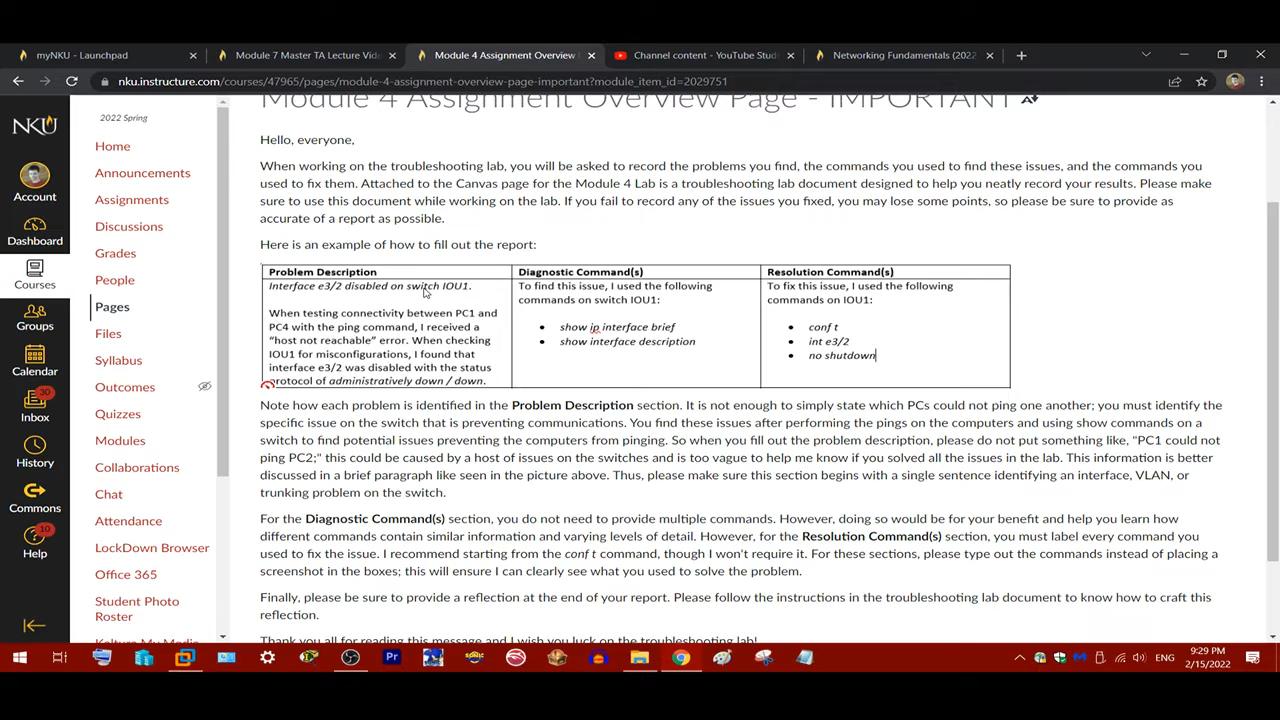 myNKU - Launchpad
Module 7 Master TA Lecture Vide
Module 4 Assignment Overview
Channel content - YouTube Stud
Networking Fundamentals (2022
nku.instructure.com/courses/47965/pages/module-4-assignment-overview-page-important?module_item_id=2029751
NKU
Account
Dashboard
Courses
Groups
Calendar
30
Inbox
History
Commons
10
Help
2022 Spring
Home
Announcements
Assignments
Discussions
Grades
People
Pages
Files
Syllabus
Outcomes
Quizzes
Modules
Collaborations
Chat
Attendance
LockDown Browser
Office 365
Student Photo
Roster
Kaltura My Media
Module 4 Assignment Overview Page - IMPORTANT
Hello, everyone,
When working on the troubleshooting lab, you will be asked to record the problems you find, the commands you used to find these issues, and the commands you
used to fix them. Attached to the Canvas page for the Module 4 Lab is a troubleshooting lab document designed to help you neatly record your results. Please make
sure to use this document while working on the lab. If you fail to record any of the issues you fixed, you may lose some points, so please be sure to provide as
accurate of a report as possible.
Here is an example of how to fill out the report:
Problem Description
Interface e3/2 disabled on switch IOU1.
When testing connectivity between PC1 and
PC4 with the ping command, I received a
"host not reachable" error. When checking
IOU1 for misconfigurations, I found that
interface e3/2 was disabled with the status
protocol of administratively down / down.
Diagnostic Command(s)
To find this issue, I used the following
commands on switch IOU1:
• show ip interface brief
• show interface description
Resolution Command(s)
To fix this issue, I used the following
commands on IOU1:
• conf t
• int e3/2
• no shutdown
Note how each problem is identified in the Problem Description section. It is not enough to simply state which PCs could not ping one another; you must identify the
specific issue on the switch that is preventing communications. You find these issues after performing the pings on the computers and using show commands on a
switch to find potential issues preventing the computers from pinging. So when you fill out the problem description, please do not put something like, "PC1 could not
ping PC2;" this could be caused by a host of issues on the switches and is too vague to help me know if you solved all the issues in the lab. This information is better
discussed in a brief paragraph like seen in the picture above. Thus, please make sure this section begins with a single sentence identifying an interface, VLAN, or
trunking problem on the switch.
For the Diagnostic Command(s) section, you do not need to provide multiple commands. However, doing so would be for your benefit and help you learn how
different commands contain similar information and varying levels of detail. However, for the Resolution Command(s) section, you must label every command you
used to fix the issue. I recommend starting from the conf t command, though I won't require it. For these sections, please type out the commands instead of placing a
screenshot in the boxes; this will ensure I can clearly see what you used to solve the problem.
Finally, please be sure to provide a reflection at the end of your report. Please follow the instructions in the troubleshooting lab document to know how to craft this
reflection.
Thank you all for reading this message and I wish you luck on the troubleshooting lab!
Pr
ENG
9:29 PM
2/15/2022